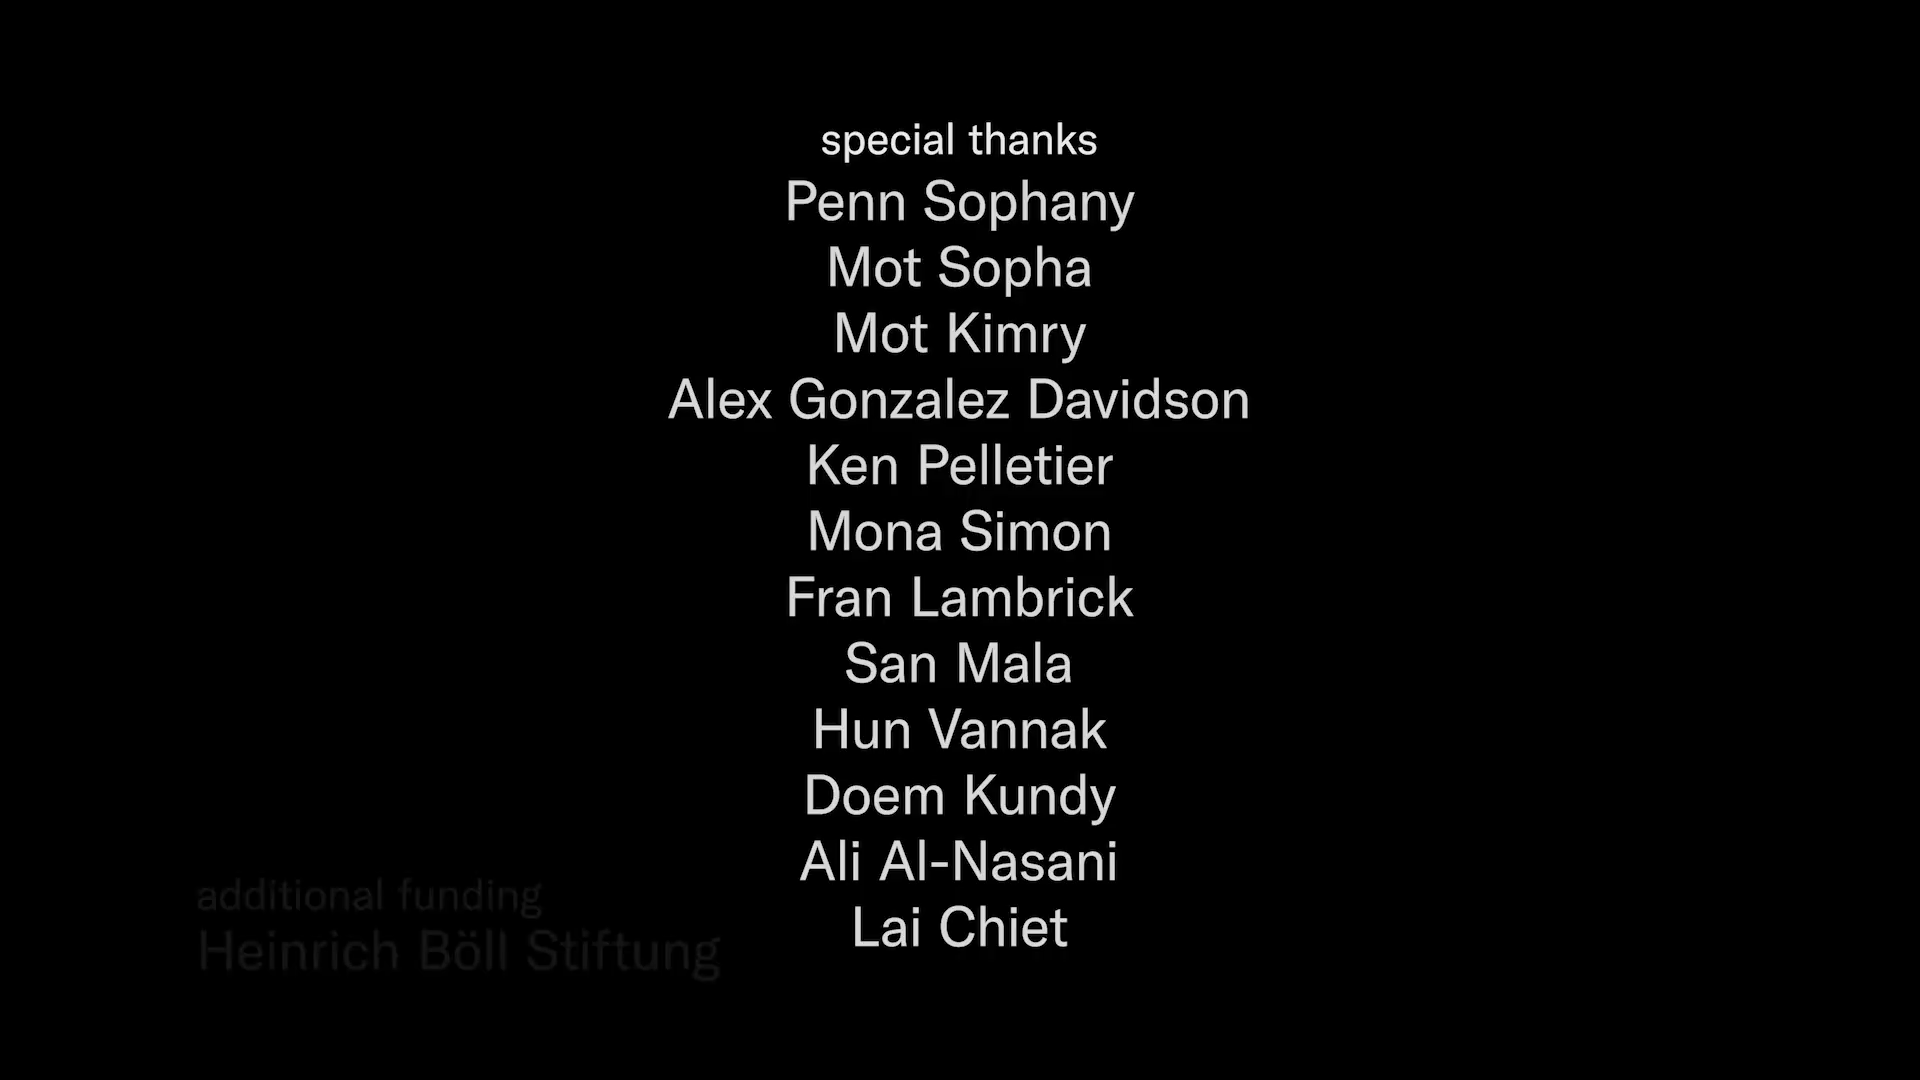 special thanks
Penn Sophany
Mot Sopha
Mot Kimry
Alex Gonzalez Davidson
Ken Pelletier
Mona Simon
Fran Lambrick
San Mala
Hun Vannak
Doem Kundy
Ali Al-Nasani
Lai Chiet
additional funding
Heinrich Böll Stiftung